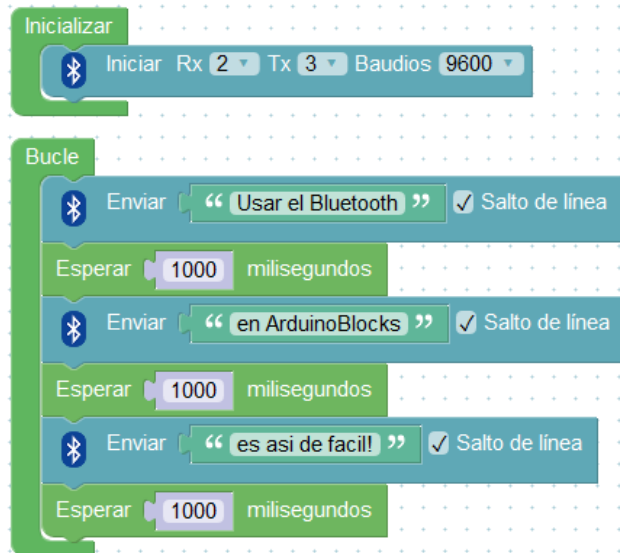 Inicializar
Iniciar Rx 2 Tx 3 Baudios 9600
Bucle
Enviar “ Usar el Bluetooth ” Salto de línea
Esperar 1000 milisegundos
Enviar “ en ArduinoBlocks ” Salto de línea
Esperar 1000 milisegundos
Enviar “ es asi de facil! ” Salto de línea
Esperar 1000 milisegundos